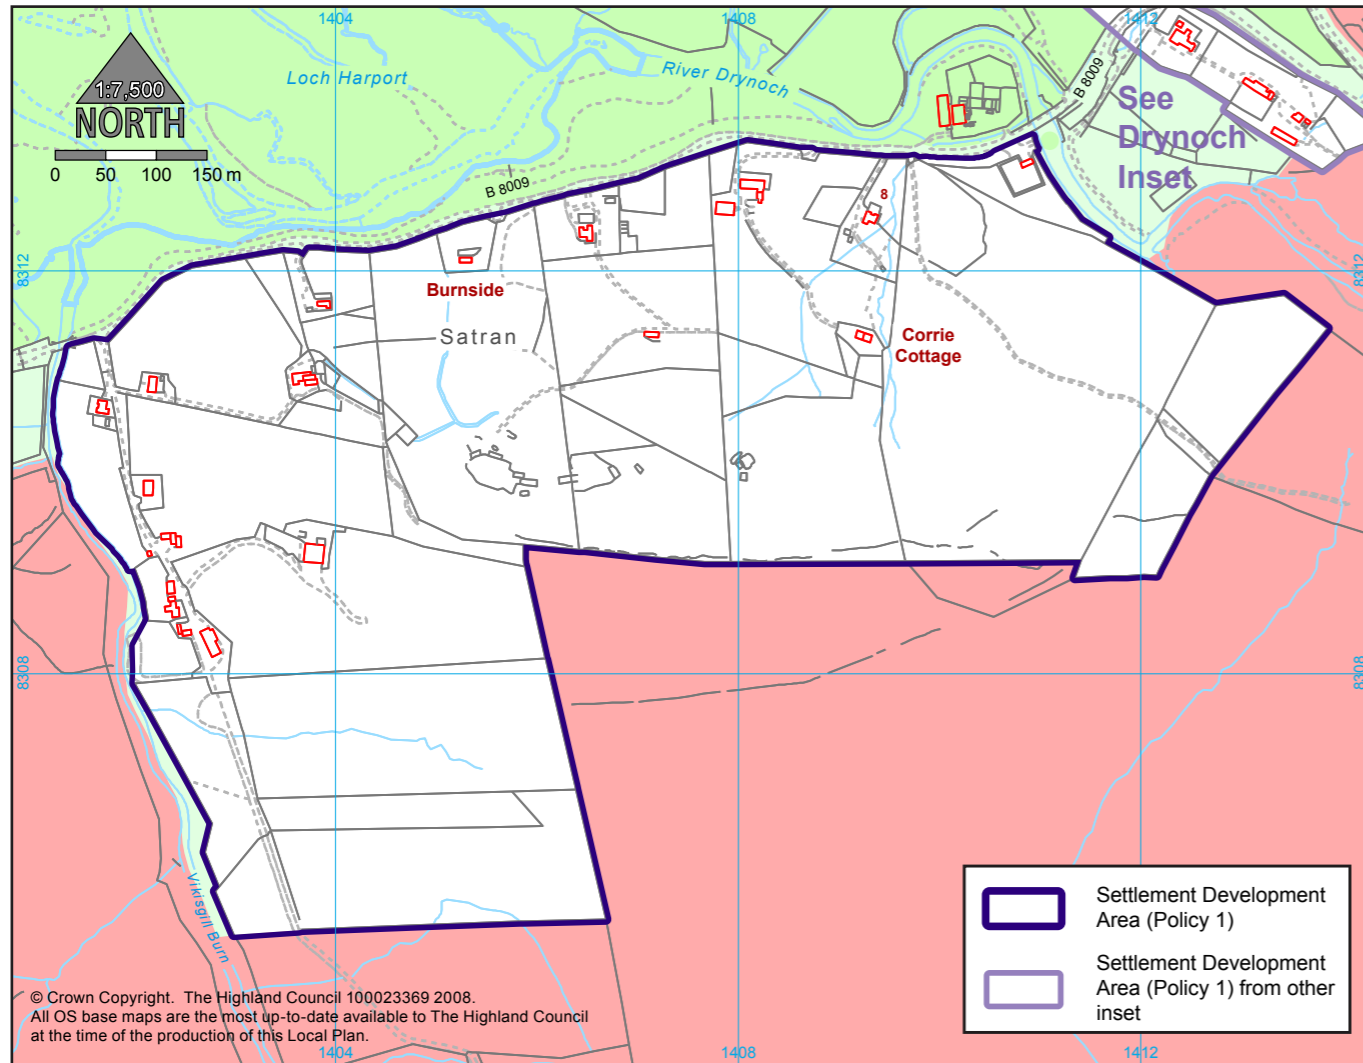 1404
1408
1412
Loch Harport
River Drynoch
B 8009
See
Drynoch
Inset
1:7,500
NORTH
0 50 100 150 m
B 8009
8
8312
8312
Burnside
Satran
Corrie
Cottage
8308
8308
Vikisgill Burn
Settlement Development
Area (Policy 1)
Settlement Development
Area (Policy 1) from other
inset
© Crown Copyright. The Highland Council 100023369 2008.
All OS base maps are the most up-to-date available to The Highland Council
at the time of the production of this Local Plan.
1404
1408
1412